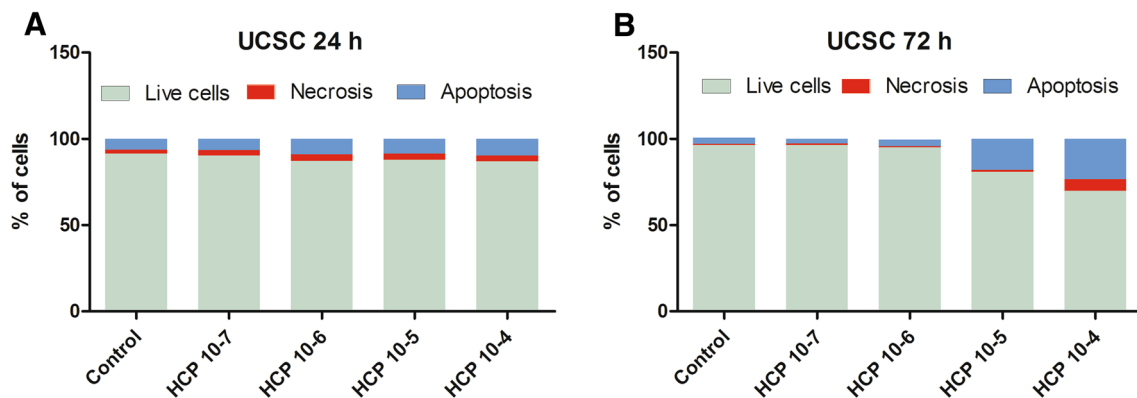 A
UCSC 24 h
150
100
50
0
% of cells
Live cells Necrosis Apoptosis
Control
HCP 10-7
HCP 10-6
HCP 10-5
HCP 10-4
B
UCSC 72 h
150
100
50
0
% of cells
Live cells Necrosis Apoptosis
Control
HCP 10-7
HCP 10-6
HCP 10-5
HCP 10-4